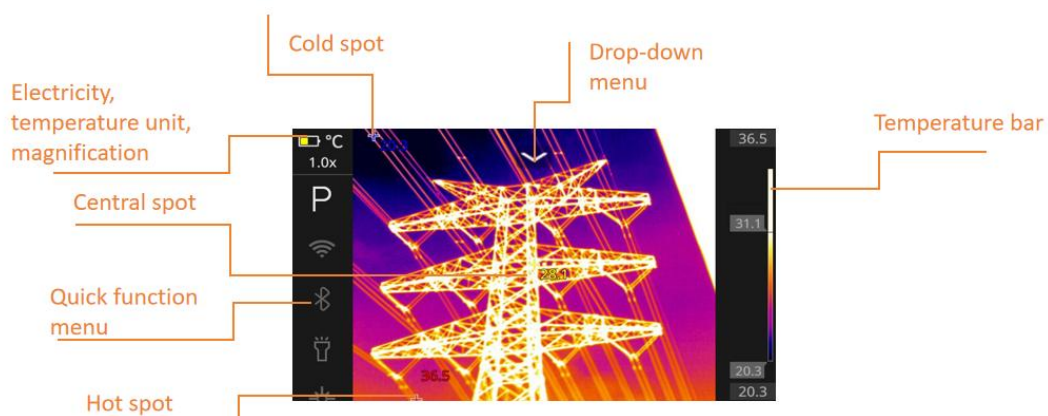 Cold spot
Drop-down
menu
Electricity,
temperature unit,
magnification
Temperature bar
°C
36.5
1.0x
P
Central spot
31.1
28.1
Quick function
menu
36.5
20.3
20.3
Hot spot